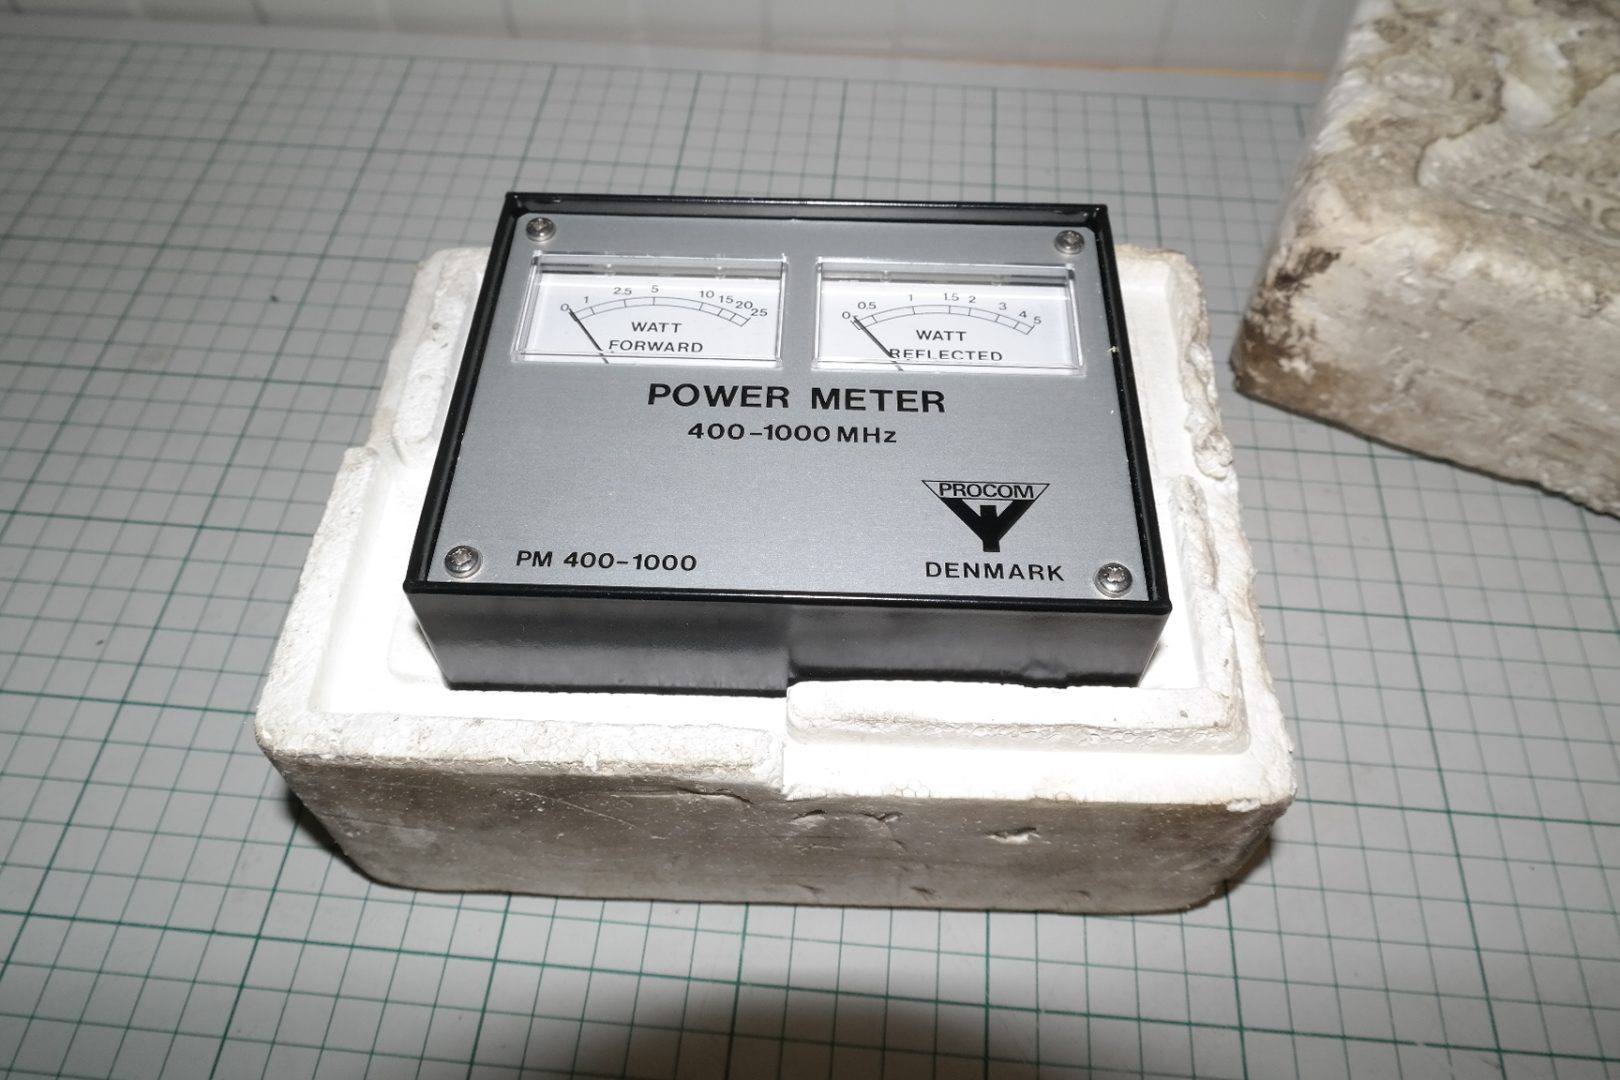 0 1 2.5 5 10 15 20 25
WATT
FORWARD
0 0.5 1 1.5 2 3 4 5
WATT
REFLECTED
POWER METER
400-1000 MHz
PROCOM
PM 400-1000
DENMARK